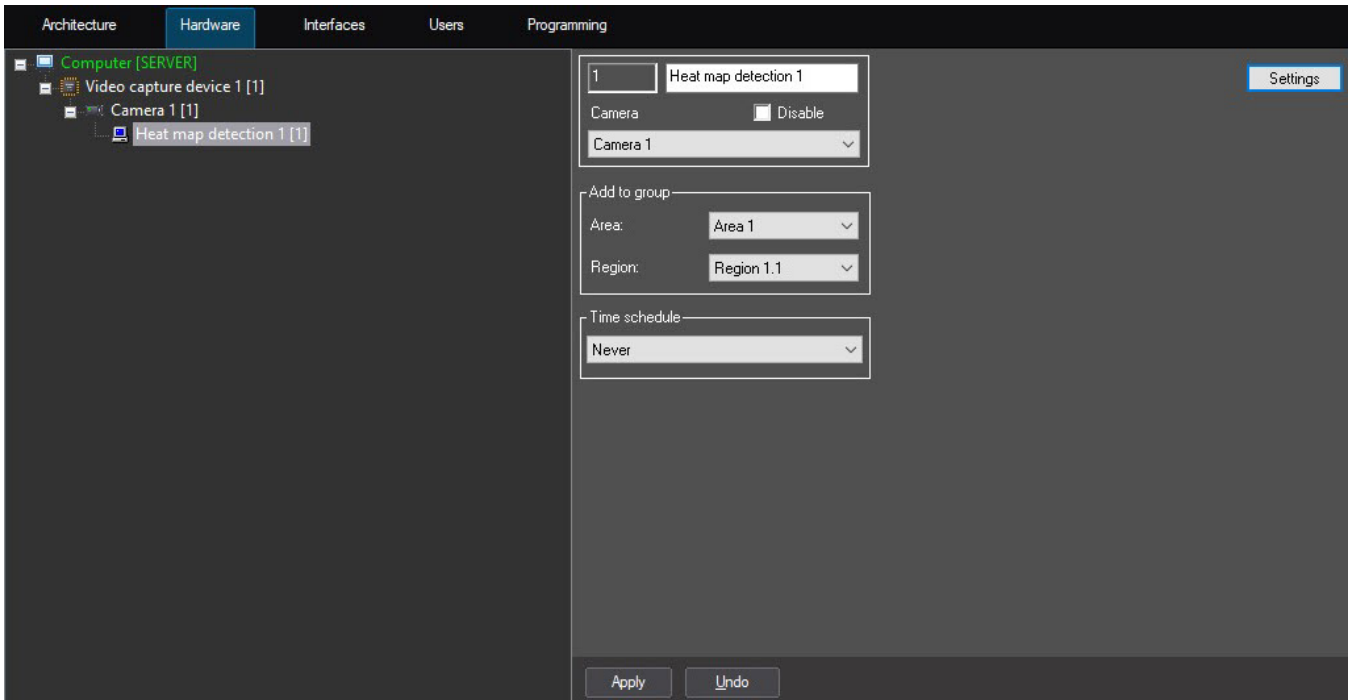 Architecture Hardware Interfaces Users Programming
Computer [SERVER]
Video capture device 1 [1]
Camera 1 [1]
Heat map detection 1 [1]
1 Heat map detection 1
Settings
Camera Disable
Camera 1
Add to group
Area: Area 1
Region: Region 1.1
Time schedule
Never
Apply Undo